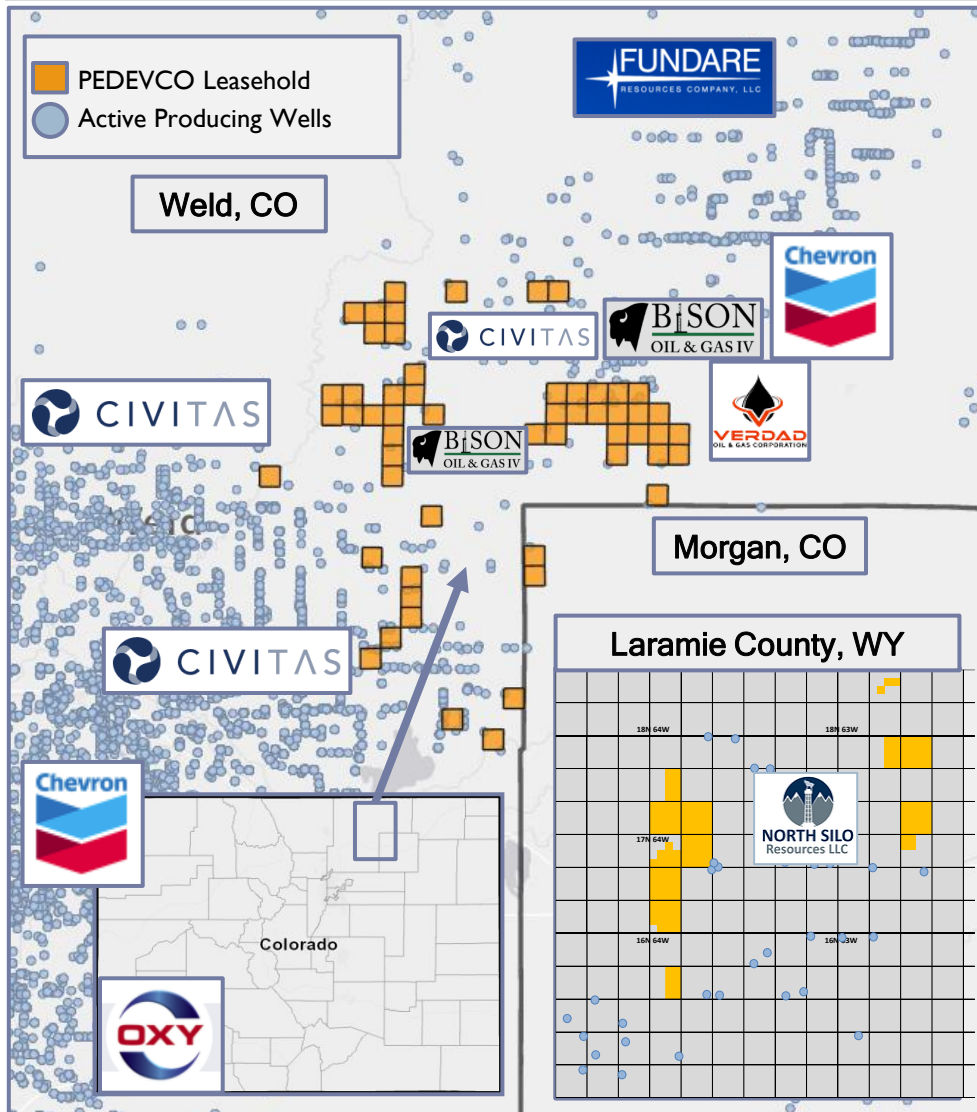 PEDEVCO Leasehold
Active Producing Wells
FUNDARE
RESOURCES COMPANY, LLC
Weld, CO
Chevron
CIVITAS
BISON
OIL & GAS IV
CIVITAS
VERDAD
OIL & GAS CORPORATION
BISON
OIL & GAS IV
Morgan, CO
CIVITAS
Laramie County, WY
18N 64W
18N 63W
Chevron
NORTH SILO
Resources LLC
17N 64W
Colorado
16N 64W
16N 63W
OXY